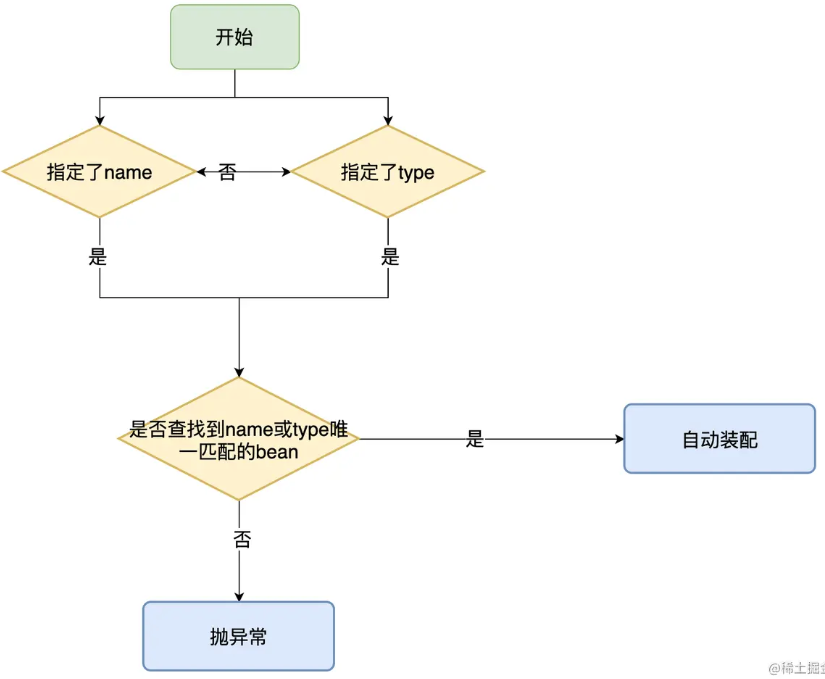 开始
指定了name
否
指定了type
是
是
是否查找到name或type唯
一匹配的bean
是
自动装配
否
抛异常
@稀土掘金